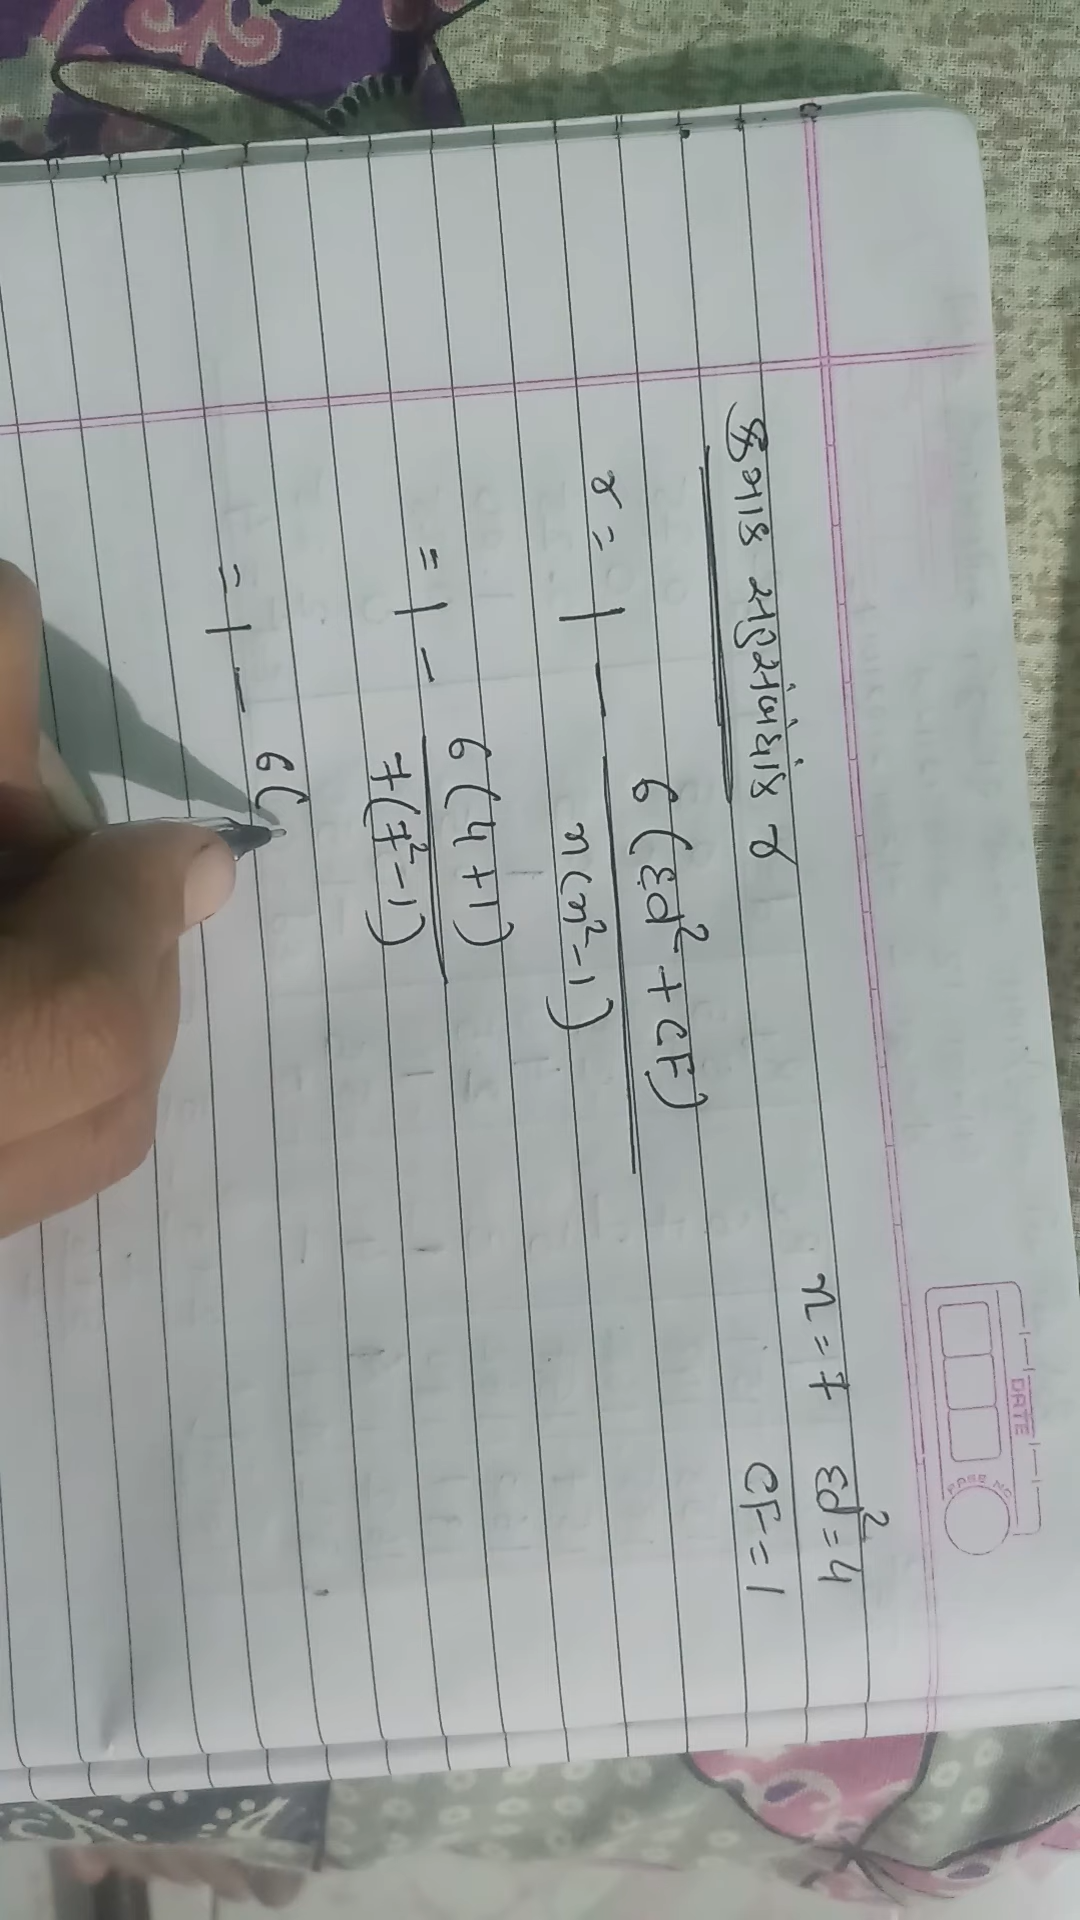 DATE
PAGE NO.
n = 7 Σd² = 4
CF = 1
ક્રમાંક સહસંબંધાંક r
r = 1 - 6(Σd² + CF)
n(n² - 1)
= 1 - 6(4+1)
7(7² - 1)
= 1 - 6(